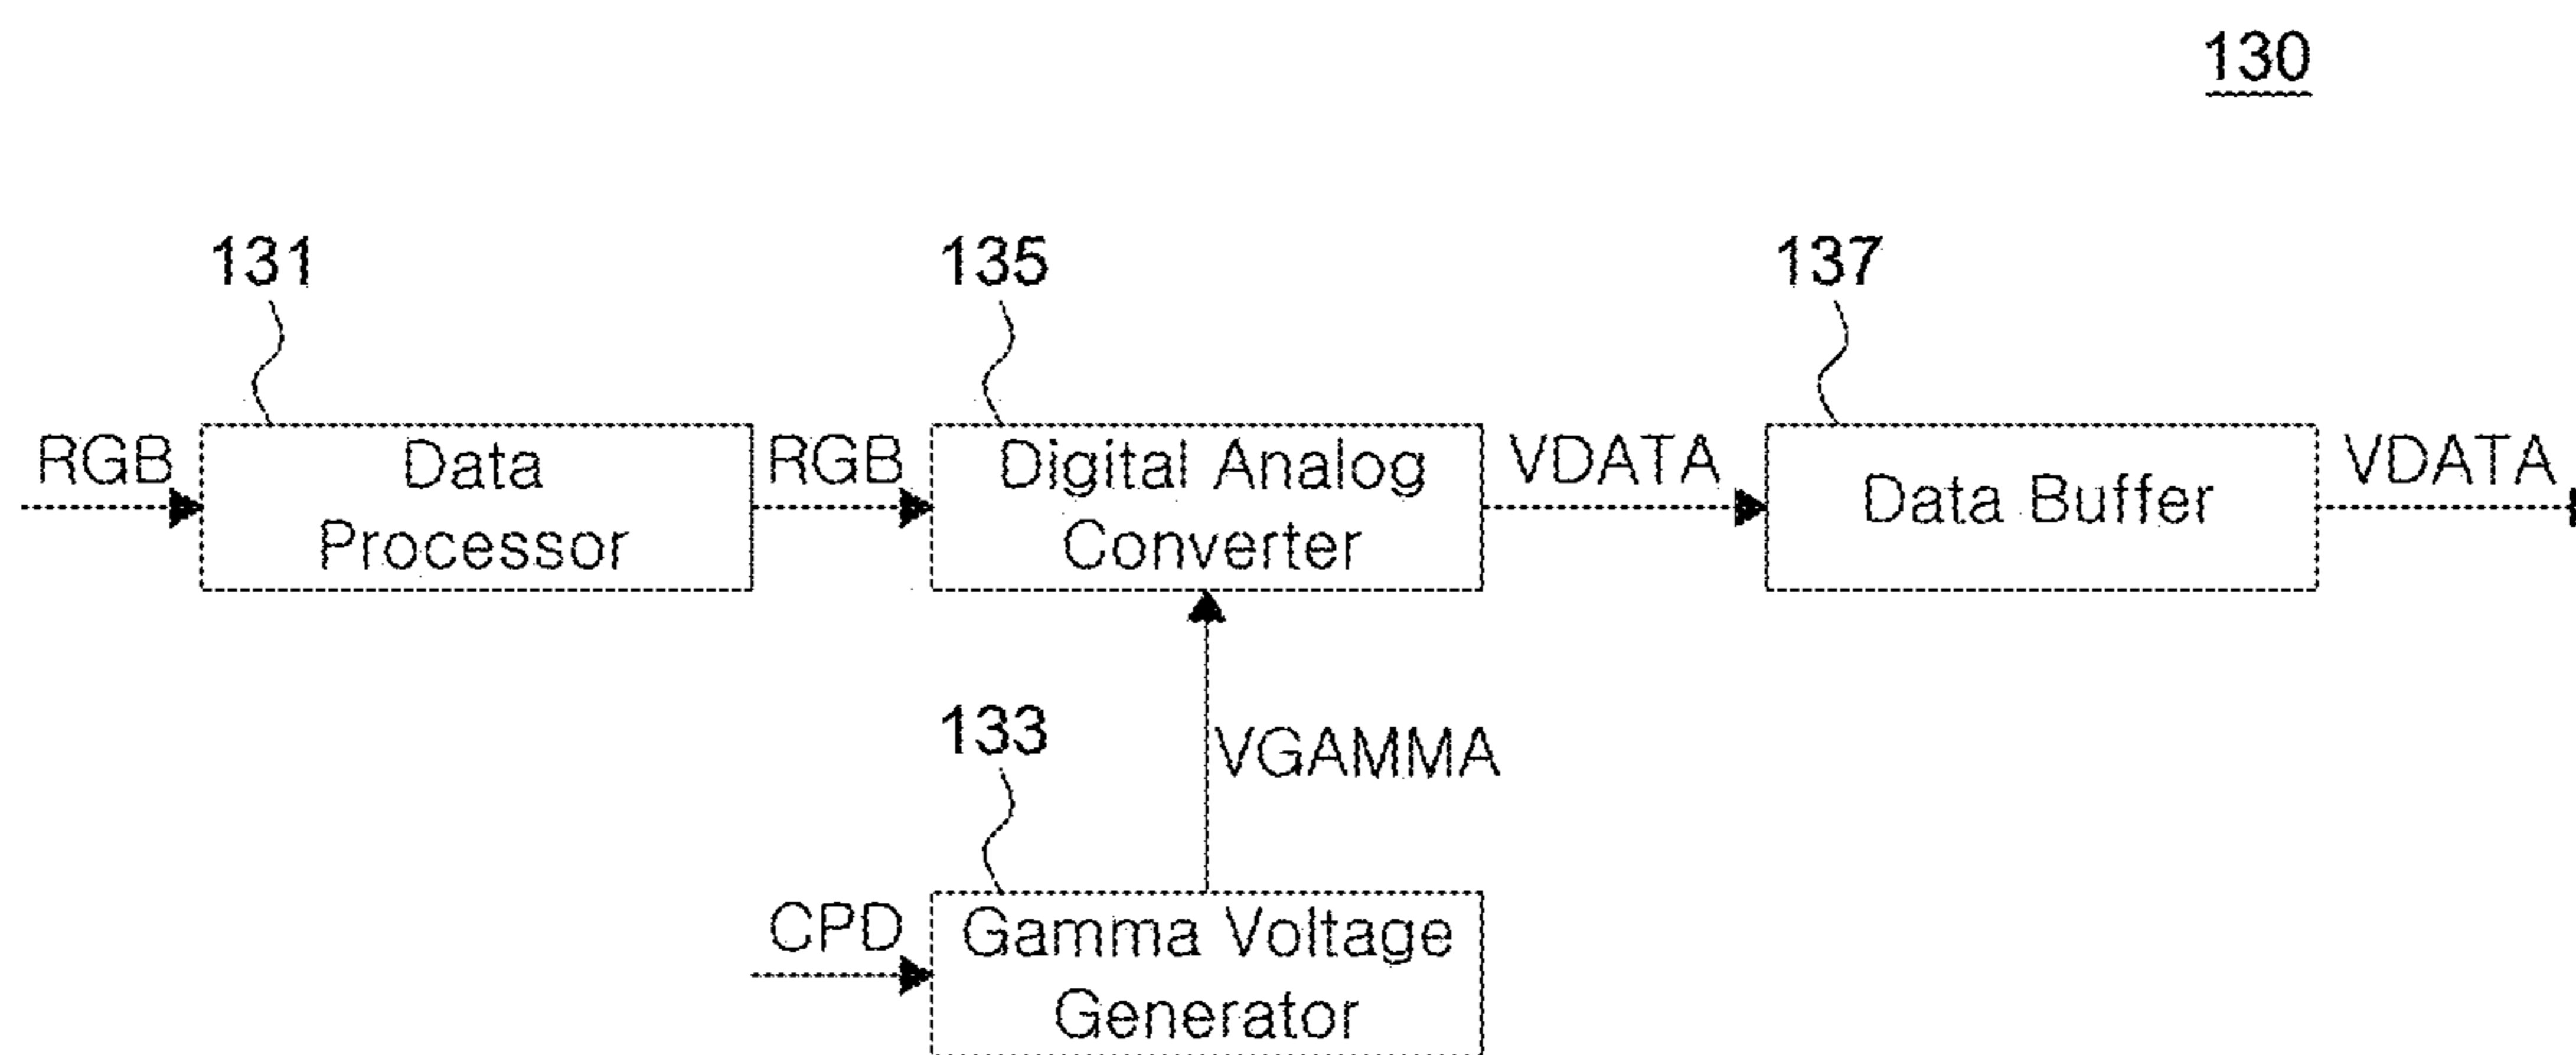 130
131
135
137
RGB
Data
Processor
RGB
Digital Analog
Converter
VDATA
Data Buffer
VDATA
133
VGAMMA
CPD
Gamma Voltage
Generator